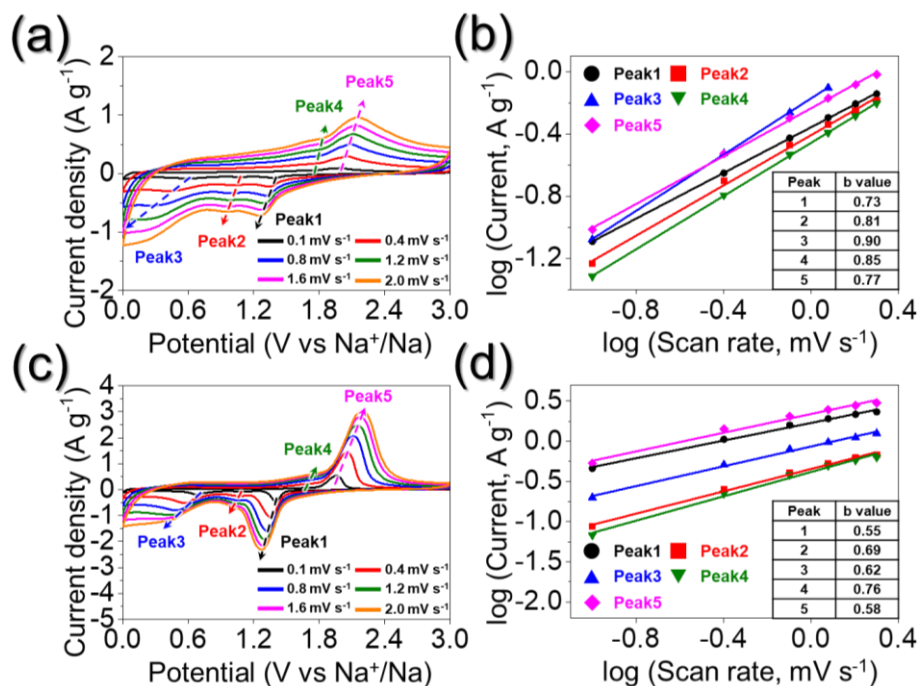 (a)
2
1
0
-1
-2
Current density (A g⁻¹)
Peak5
Peak4
Peak1
Peak2
Peak3
0.1 mV s⁻¹ 0.4 mV s⁻¹
0.8 mV s⁻¹ 1.2 mV s⁻¹
1.6 mV s⁻¹ 2.0 mV s⁻¹
0.0 0.6 1.2 1.8 2.4 3.0
Potential (V vs Na⁺/Na)
(b)
0.0
-0.4
-0.8
-1.2
log (Current, A g⁻¹)
Peak1 Peak2
Peak3 Peak4
Peak5
Peak b value
1 0.73
2 0.81
3 0.90
4 0.85
5 0.77
-0.8 -0.4 0.0 0.4
log (Scan rate, mV s⁻¹)
(c)
4
3
2
1
0
-1
-2
-3
-4
-5
Current density (A g⁻¹)
Peak5
Peak4
Peak3
Peak2
Peak1
0.1 mV s⁻¹ 0.4 mV s⁻¹
0.8 mV s⁻¹ 1.2 mV s⁻¹
1.6 mV s⁻¹ 2.0 mV s⁻¹
0.0 0.6 1.2 1.8 2.4 3.0
Potential (V vs Na⁺/Na)
(d)
0.5
0.0
-0.5
-1.0
-1.5
-2.0
log (Current, A g⁻¹)
Peak1 Peak2
Peak3 Peak4
Peak5
Peak b value
1 0.55
2 0.69
3 0.62
4 0.76
5 0.58
-0.8 -0.4 0.0 0.4
log (Scan rate, mV s⁻¹)